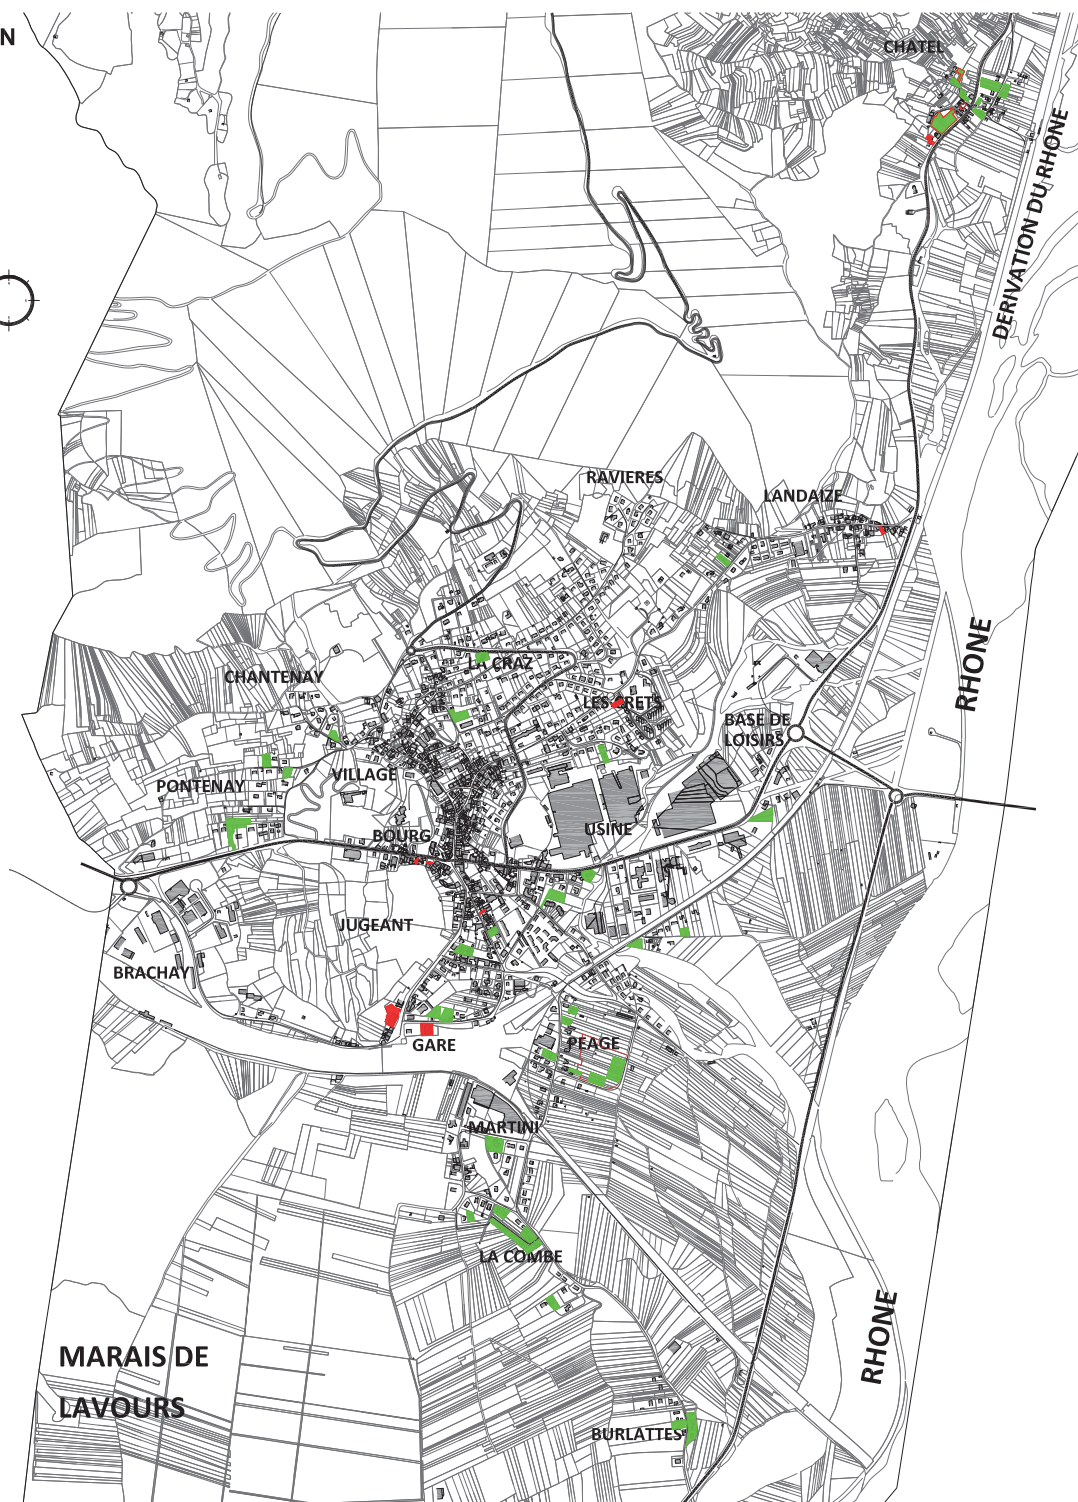 N
CHATEL
DERIVATION DU RHONE
RAVIERES
LANDAIZE
RHONE
LA CRAZ
CHANTENAY
LES CRETS
BASE DE
LOISIRS
VILLAGE
PONTENAY
USINE
BOURG
JUGEANT
BRACHAY
GARE
PEAGE
MARTINI
LA COMBE
RHONE
MARAIS DE
LAVOURS
BURLATTES